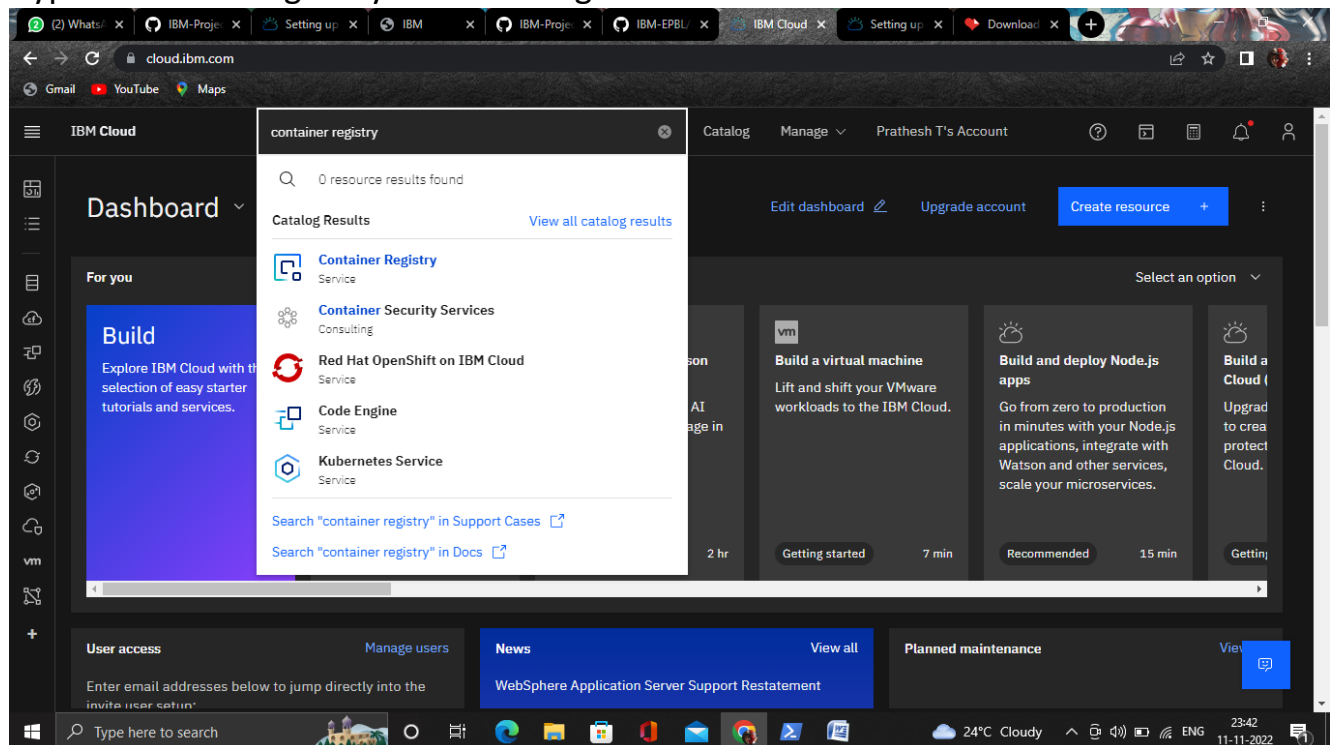 (2) WhatsA
IBM-Proje
Setting up
IBM
IBM-Projec
IBM-EPBL/
IBM Cloud
Setting up
Download
cloud.ibm.com
Gmail
YouTube
Maps
IBM Cloud
container registry
Catalog
Manage
Prathesh T's Account
0 resource results found
Dashboard
Edit dashboard
Upgrade account
Create resource +
Catalog Results
View all catalog results
Container Registry
Service
Container Security Services
Consulting
Red Hat OpenShift on IBM Cloud
Service
Code Engine
Service
Kubernetes Service
Service
Search "container registry" in Support Cases
Search "container registry" in Docs
For you
Select an option
Build
Explore IBM Cloud with th
selection of easy starter
tutorials and services.
son
AI
age in
2 hr
vm
Build a virtual machine
Lift and shift your VMware
workloads to the IBM Cloud.
Getting started
7 min
Build and deploy Node.js
apps
Go from zero to production
in minutes with your Node.js
applications, integrate with
Watson and other services,
scale your microservices.
Recommended
15 min
Build a
Cloud (
Upgrad
to crea
protect
Cloud.
Getting
vm
User access
Manage users
Enter email addresses below to jump directly into the
invite user setup:
News
View all
WebSphere Application Server Support Restatement
Planned maintenance
View
Type here to search
24°C Cloudy
ENG
23:42
11-11-2022
1